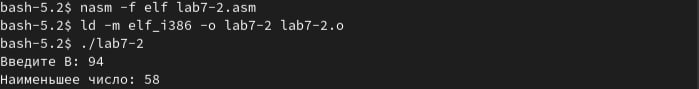 bash-5.2$ nasm -f elf lab7-2.asm
bash-5.2$ ld -m elf_i386 -o lab7-2 lab7-2.o
bash-5.2$ ./lab7-2
Введите B: 94
Наименьшее число: 58